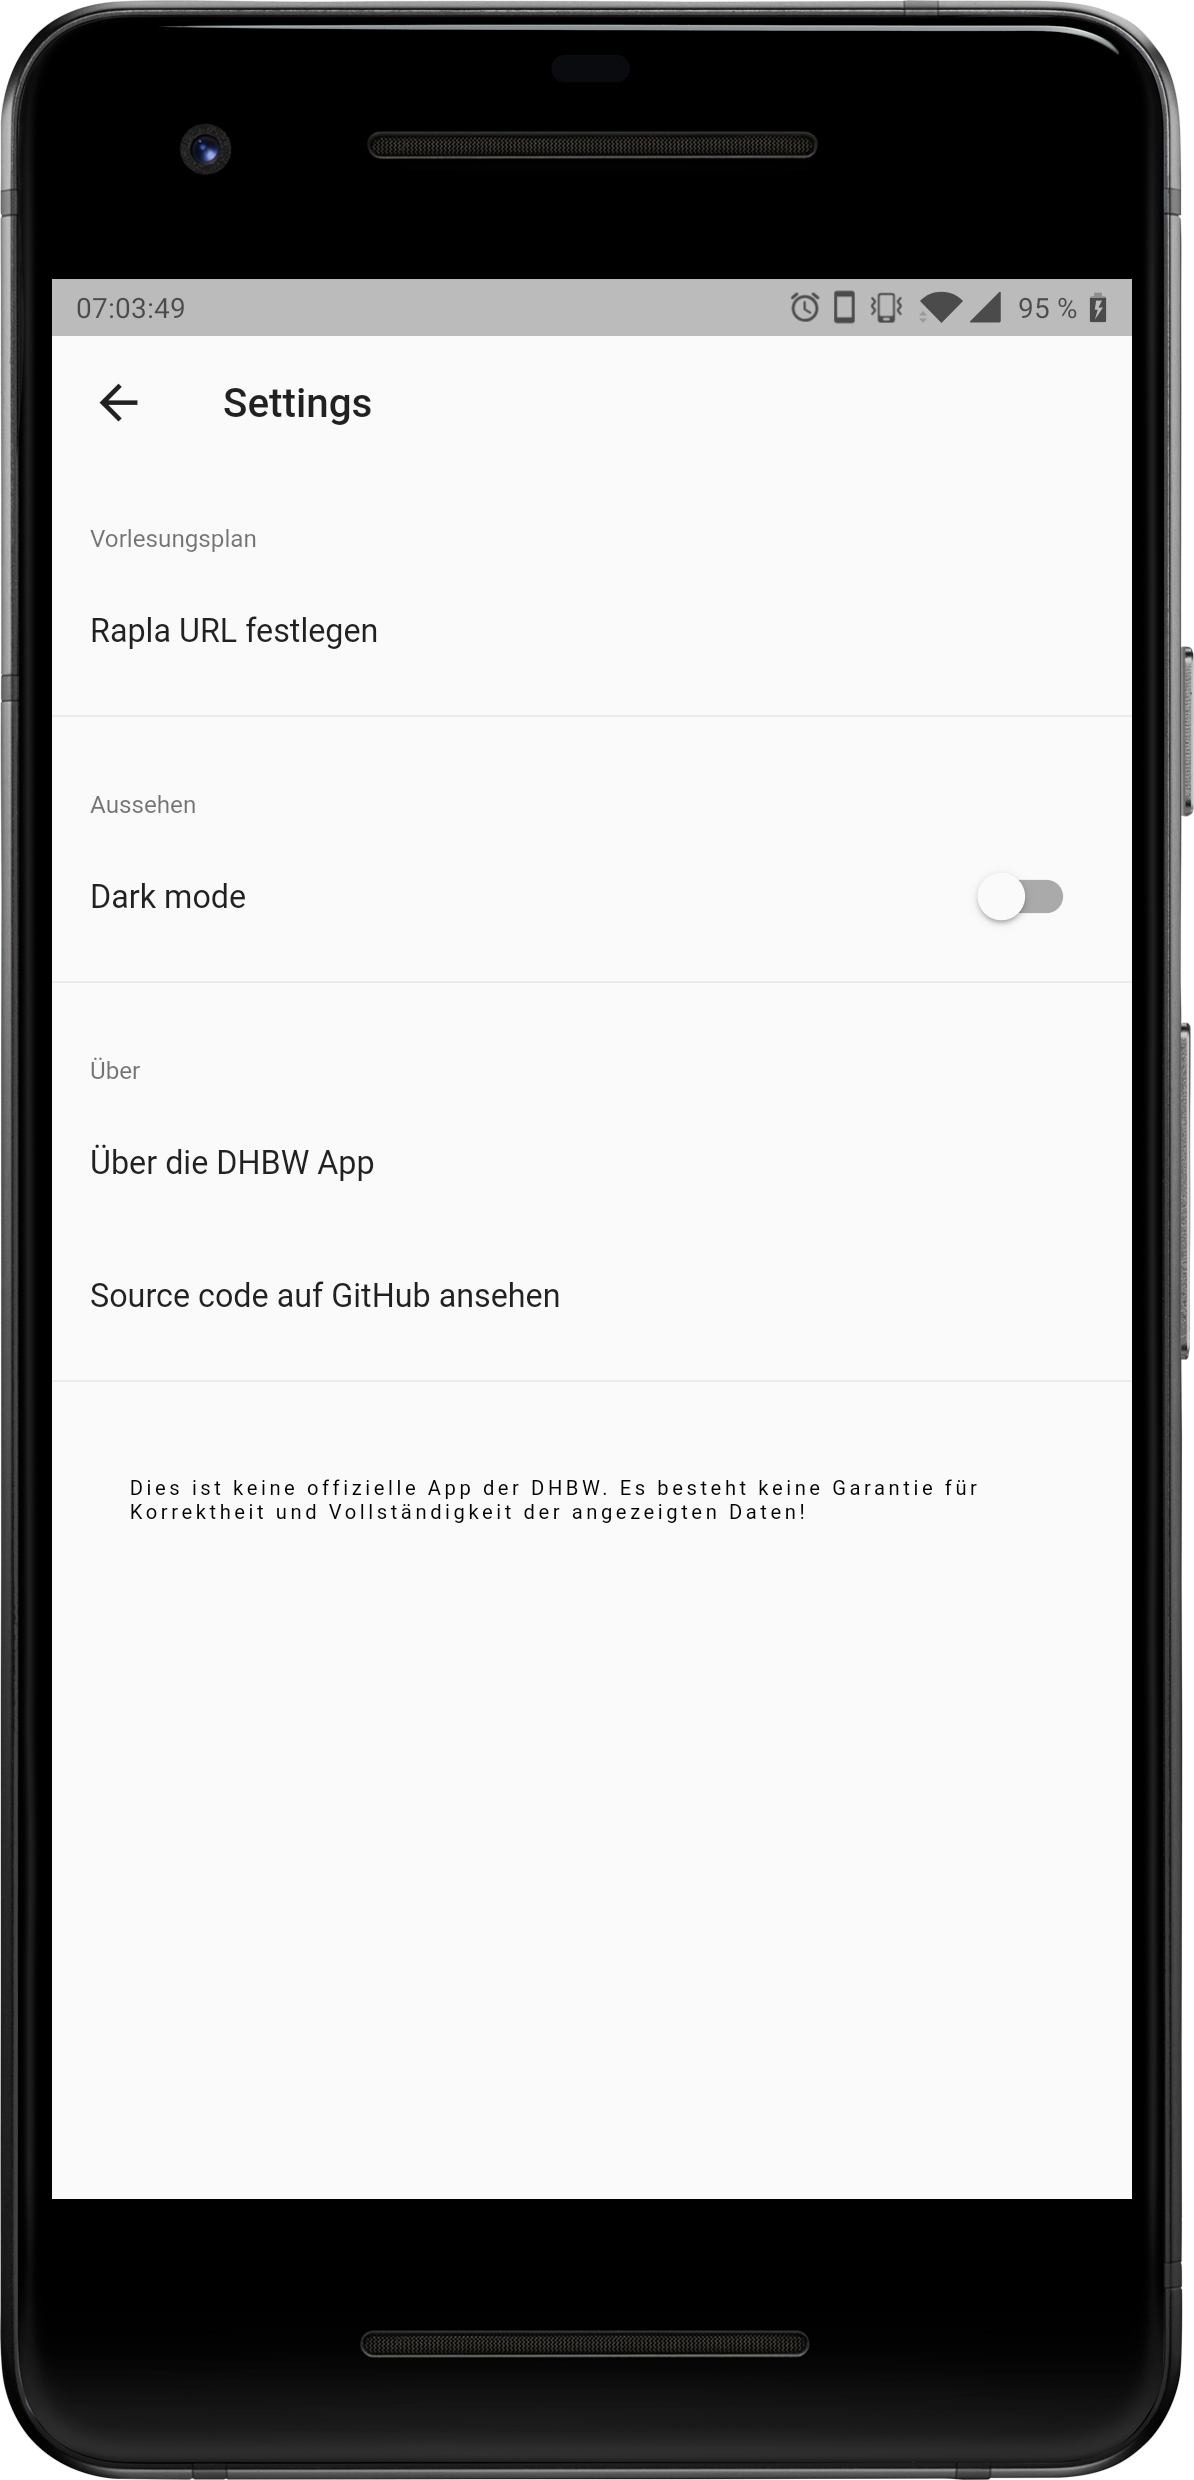 07:03:49 95 %
Settings
Vorlesungsplan
Rapla URL festlegen
Aussehen
Dark mode
Über
Über die DHBW App
Source code auf GitHub ansehen
Dies ist keine offizielle App der DHBW. Es besteht keine Garantie für
Korrektheit und Vollständigkeit der angezeigten Daten!